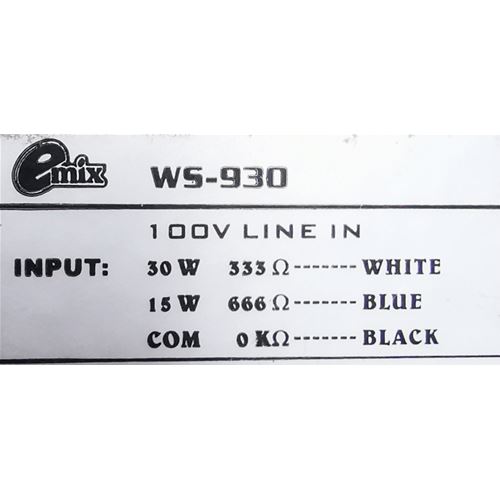 emix WS-930
100V LINE IN
INPUT: 30 W 333 Ω ------- WHITE
15 W 666 Ω ------- BLUE
COM 0 KΩ ------- BLACK